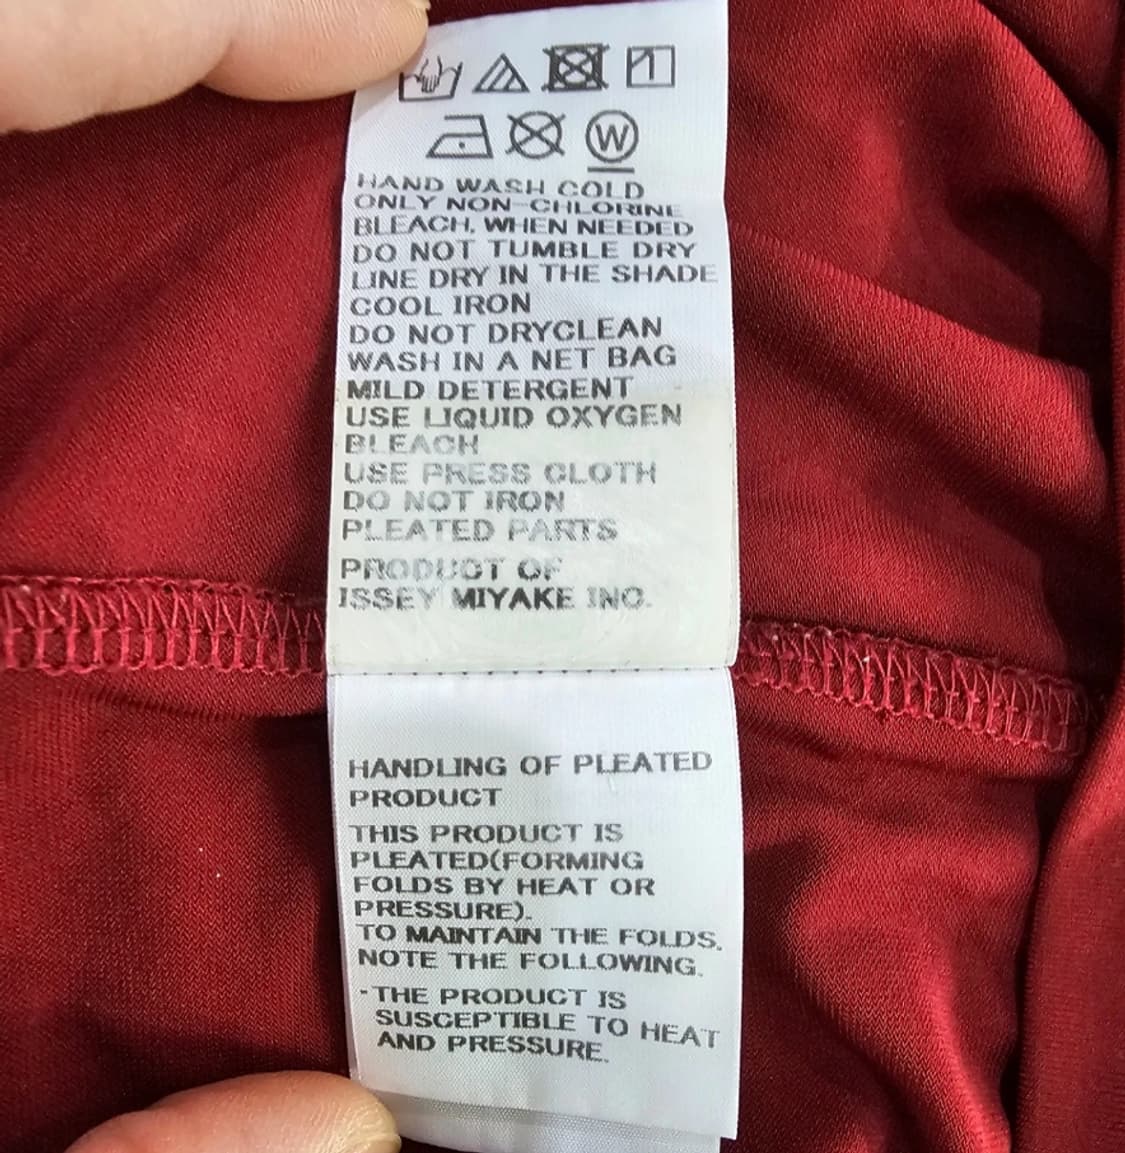 W
HAND WASH COLD
ONLY NON-CHLORINE
BLEACH, WHEN NEEDED
DO NOT TUMBLE DRY
LINE DRY IN THE SHADE
COOL IRON
DO NOT DRYCLEAN
WASH IN A NET BAG
MILD DETERGENT
USE LIQUID OXYGEN
BLEACH
USE PRESS CLOTH
DO NOT IRON
PLEATED PARTS
PRODUCT OF
ISSEY MIYAKE INC.
HANDLING OF PLEATED
PRODUCT
THIS PRODUCT IS
PLEATED(FORMING
FOLDS BY HEAT OR
PRESSURE).
TO MAINTAIN THE FOLDS,
NOTE THE FOLLOWING.
-THE PRODUCT IS
SUSCEPTIBLE TO HEAT
AND PRESSURE.